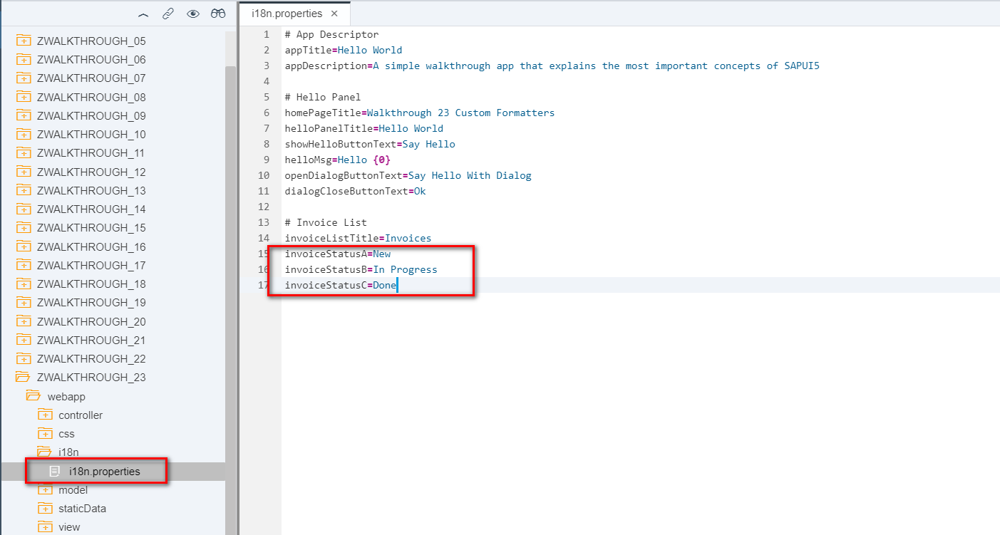 ZWALKTHROUGH_05
ZWALKTHROUGH_06
ZWALKTHROUGH_07
ZWALKTHROUGH_08
ZWALKTHROUGH_09
ZWALKTHROUGH_10
ZWALKTHROUGH_11
ZWALKTHROUGH_12
ZWALKTHROUGH_13
ZWALKTHROUGH_14
ZWALKTHROUGH_15
ZWALKTHROUGH_16
ZWALKTHROUGH_17
ZWALKTHROUGH_18
ZWALKTHROUGH_19
ZWALKTHROUGH_20
ZWALKTHROUGH_21
ZWALKTHROUGH_22
ZWALKTHROUGH_23
webapp
controller
css
i18n
i18n.properties
model
staticData
view
i18n.properties ×
1 # App Descriptor
2 appTitle=Hello World
3 appDescription=A simple walkthrough app that explains the most important concepts of SAPUI5
4
5 # Hello Panel
6 homePageTitle=Walkthrough 23 Custom Formatters
7 helloPanelTitle=Hello World
8 showHelloButtonText=Say Hello
9 helloMsg=Hello {0}
10 openDialogButtonText=Say Hello With Dialog
11 dialogCloseButtonText=Ok
12
13 # Invoice List
14 invoiceListTitle=Invoices
15 invoiceStatusA=New
16 invoiceStatusB=In Progress
17 invoiceStatusC=Done